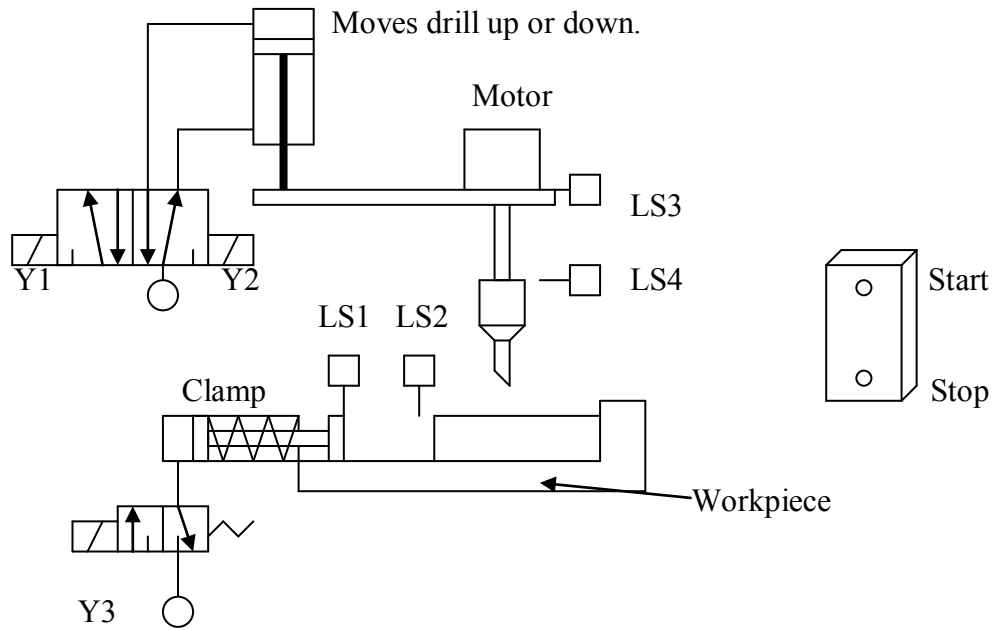 Moves drill up or down.
Motor
LS3
Y1
Y2
LS4
Start
LS1
LS2
Clamp
Stop
Workpiece
Y3